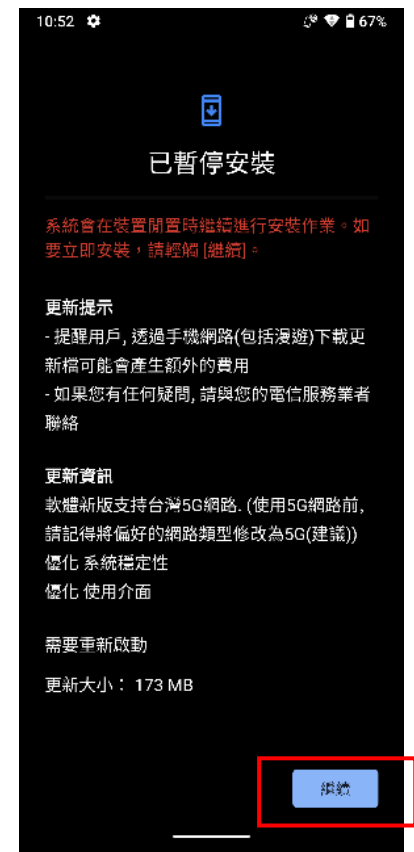 10:52 67%
已暫停安裝
系統會在裝置閒置時繼續進行安裝作業。如
要立即安裝，請輕觸 [繼續]。
更新提示
- 提醒用戶, 透過手機網路(包括漫遊)下載更
新檔可能會產生額外的費用
- 如果您有任何疑問, 請與您的電信服務業者
聯絡
更新資訊
軟體新版支持台灣5G網路. (使用5G網路前,
請記得將偏好的網路類型修改為5G(建議))
優化 系統穩定性
優化 使用介面
需要重新啟動
更新大小： 173 MB
繼續